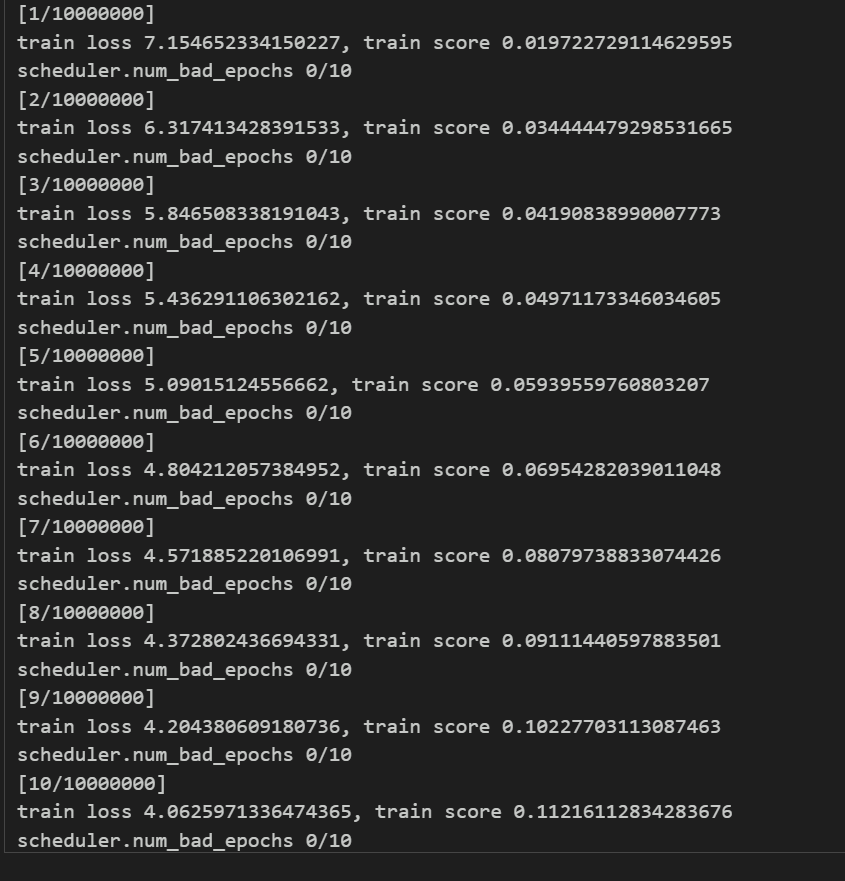 [1/10000000]
train loss 7.154652334150227, train score 0.019722729114629595
scheduler.num_bad_epochs 0/10
[2/10000000]
train loss 6.317413428391533, train score 0.034444479298531665
scheduler.num_bad_epochs 0/10
[3/10000000]
train loss 5.846508338191043, train score 0.04190838990007773
scheduler.num_bad_epochs 0/10
[4/10000000]
train loss 5.436291106302162, train score 0.04971173346034605
scheduler.num_bad_epochs 0/10
[5/10000000]
train loss 5.09015124556662, train score 0.05939559760803207
scheduler.num_bad_epochs 0/10
[6/10000000]
train loss 4.804212057384952, train score 0.06954282039011048
scheduler.num_bad_epochs 0/10
[7/10000000]
train loss 4.571885220106991, train score 0.08079738833074426
scheduler.num_bad_epochs 0/10
[8/10000000]
train loss 4.372802436694331, train score 0.09111440597883501
scheduler.num_bad_epochs 0/10
[9/10000000]
train loss 4.204380609180736, train score 0.10227703113087463
scheduler.num_bad_epochs 0/10
[10/10000000]
train loss 4.0625971336474365, train score 0.11216112834283676
scheduler.num_bad_epochs 0/10